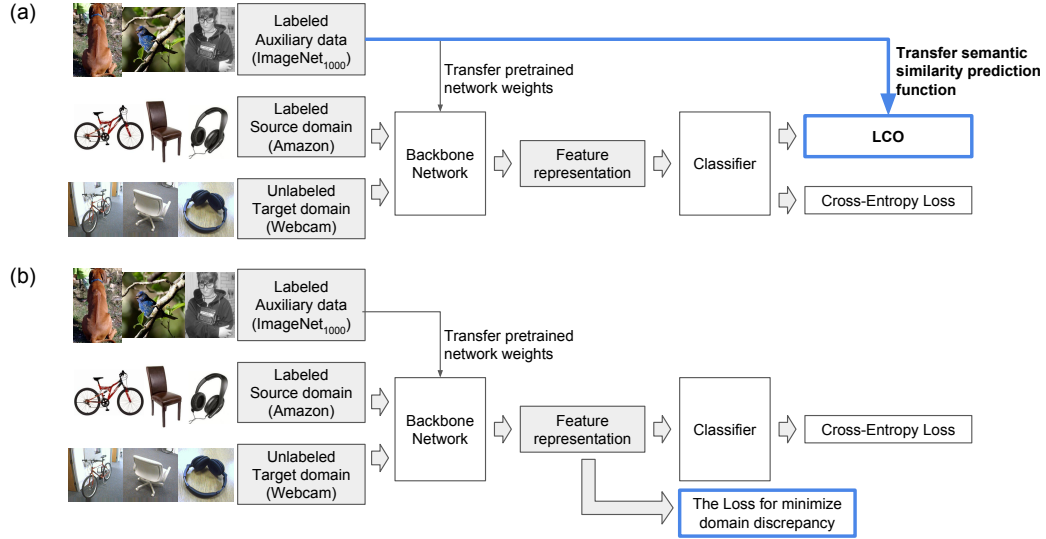 (a)
Labeled
Auxiliary data
(ImageNet1000)
Transfer pretrained
network weights
Transfer semantic
similarity prediction
function
Labeled
Source domain
(Amazon)
Unlabeled
Target domain
(Webcam)
Backbone
Network
Feature
representation
Classifier
LCO
Cross-Entropy Loss
(b)
Labeled
Auxiliary data
(ImageNet1000)
Transfer pretrained
network weights
Labeled
Source domain
(Amazon)
Unlabeled
Target domain
(Webcam)
Backbone
Network
Feature
representation
Classifier
Cross-Entropy Loss
The Loss for minimize
domain discrepancy